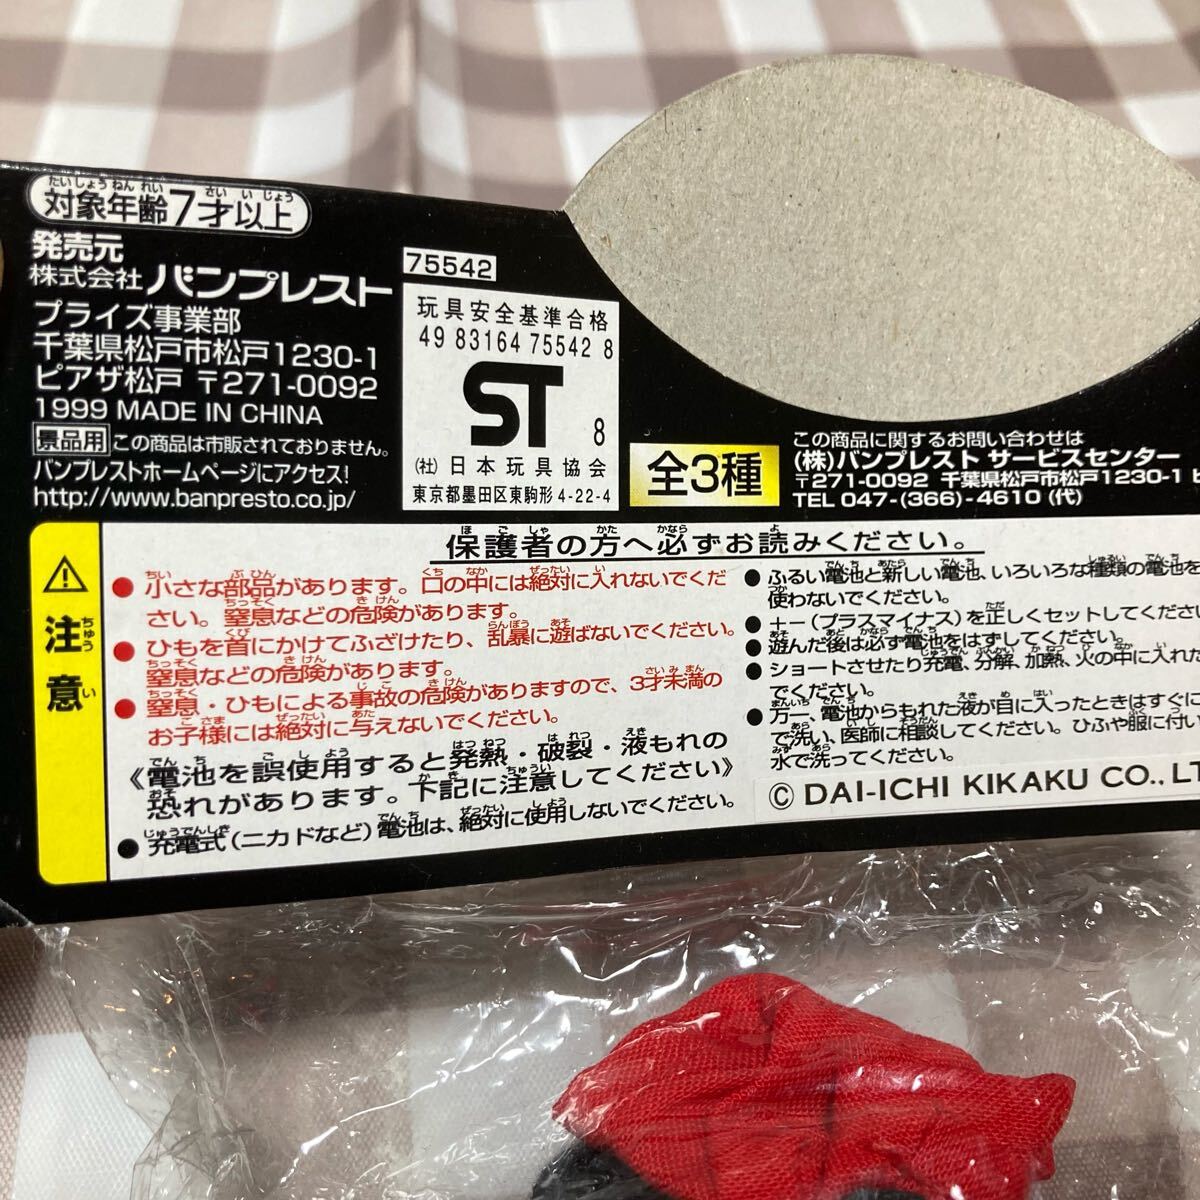 対象年齢7才以上
たいしょうねんれい さいいじょう
発売元
株式会社 バンプレスト
プライズ事業部
千葉県松戸市松戸1230-1
ピアザ松戸 〒271-0092
1999 MADE IN CHINA
景品用 この商品は市販されておりません。
バンプレストホームページにアクセス!
http://www.banpresto.co.jp/
75542
玩具安全基準合格
49 83164 75542 8
ST 8
(社) 日本玩具協会
東京都墨田区東駒形4-22-4
全3種
この商品に関するお問い合わせは
(株)バンプレスト サービスセンター
〒271-0092 千葉県松戸市松戸1230-1 ピ
TEL 047-(366)-4610 (代)
注意
ちゅうい
保護者の方へ必ずお読みください。
●小さな部品があります。口の中には絶対に入れないでくだ
さい。窒息などの危険があります。
●ひもを首にかけてふざけたり、乱暴に遊ばないでください。
窒息などの危険があります。
●窒息・ひもによる事故の危険がありますので、3才未満の
お子様には絶対に与えないでください。
《電池を誤使用すると発熱・破裂・液もれの
恐れがあります。下記に注意してください》
●充電式(ニカドなど)電池は、絶対に使用しないでください。
●ふるい電池と新しい電池、いろいろな種類の電池を
使わないでください。
●+-(プラスマイナス)を正しくセットしてください
●遊んだ後は必ず電池をはずしてください。
●ショートさせたり充電、分解、加熱、火の中に入れた
でください。
●万一、電池からもれた液が目に入ったときはすぐに
で洗い、医師に相談してください。ひふや服に付い
水で洗ってください。
© DAI-ICHI KIKAKU CO., LT